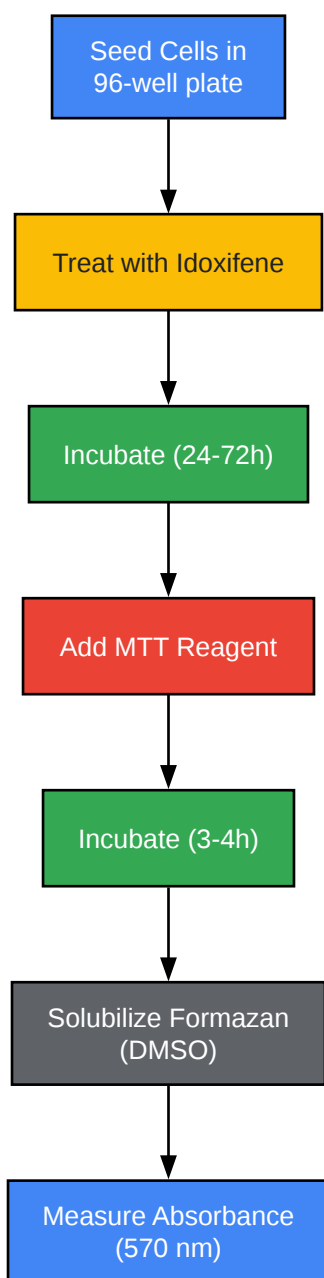 Seed Cells in
96-well plate
Treat with Idoxifene
Incubate (24-72h)
Add MTT Reagent
Incubate (3-4h)
Solubilize Formazan
(DMSO)
Measure Absorbance
(570 nm)